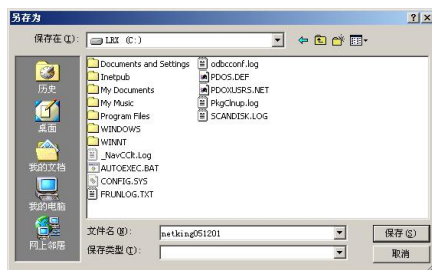 另存为
保存在(I): LRX (C:)
历史
桌面
我的文档
我的电脑
网上邻居
Documents and Settings
Inetpub
My Documents
My Music
Program Files
WINDOWS
WINNT
_NavCClt.Log
AUTOEXEC.BAT
CONFIG.SYS
FRUNLOG.TXT
odbcconf.log
PDOS.DEF
PDOXUSRS.NET
PkgClnup.log
SCANDISK.LOG
文件名(N): netking051201 保存(S)
保存类型(T): 取消